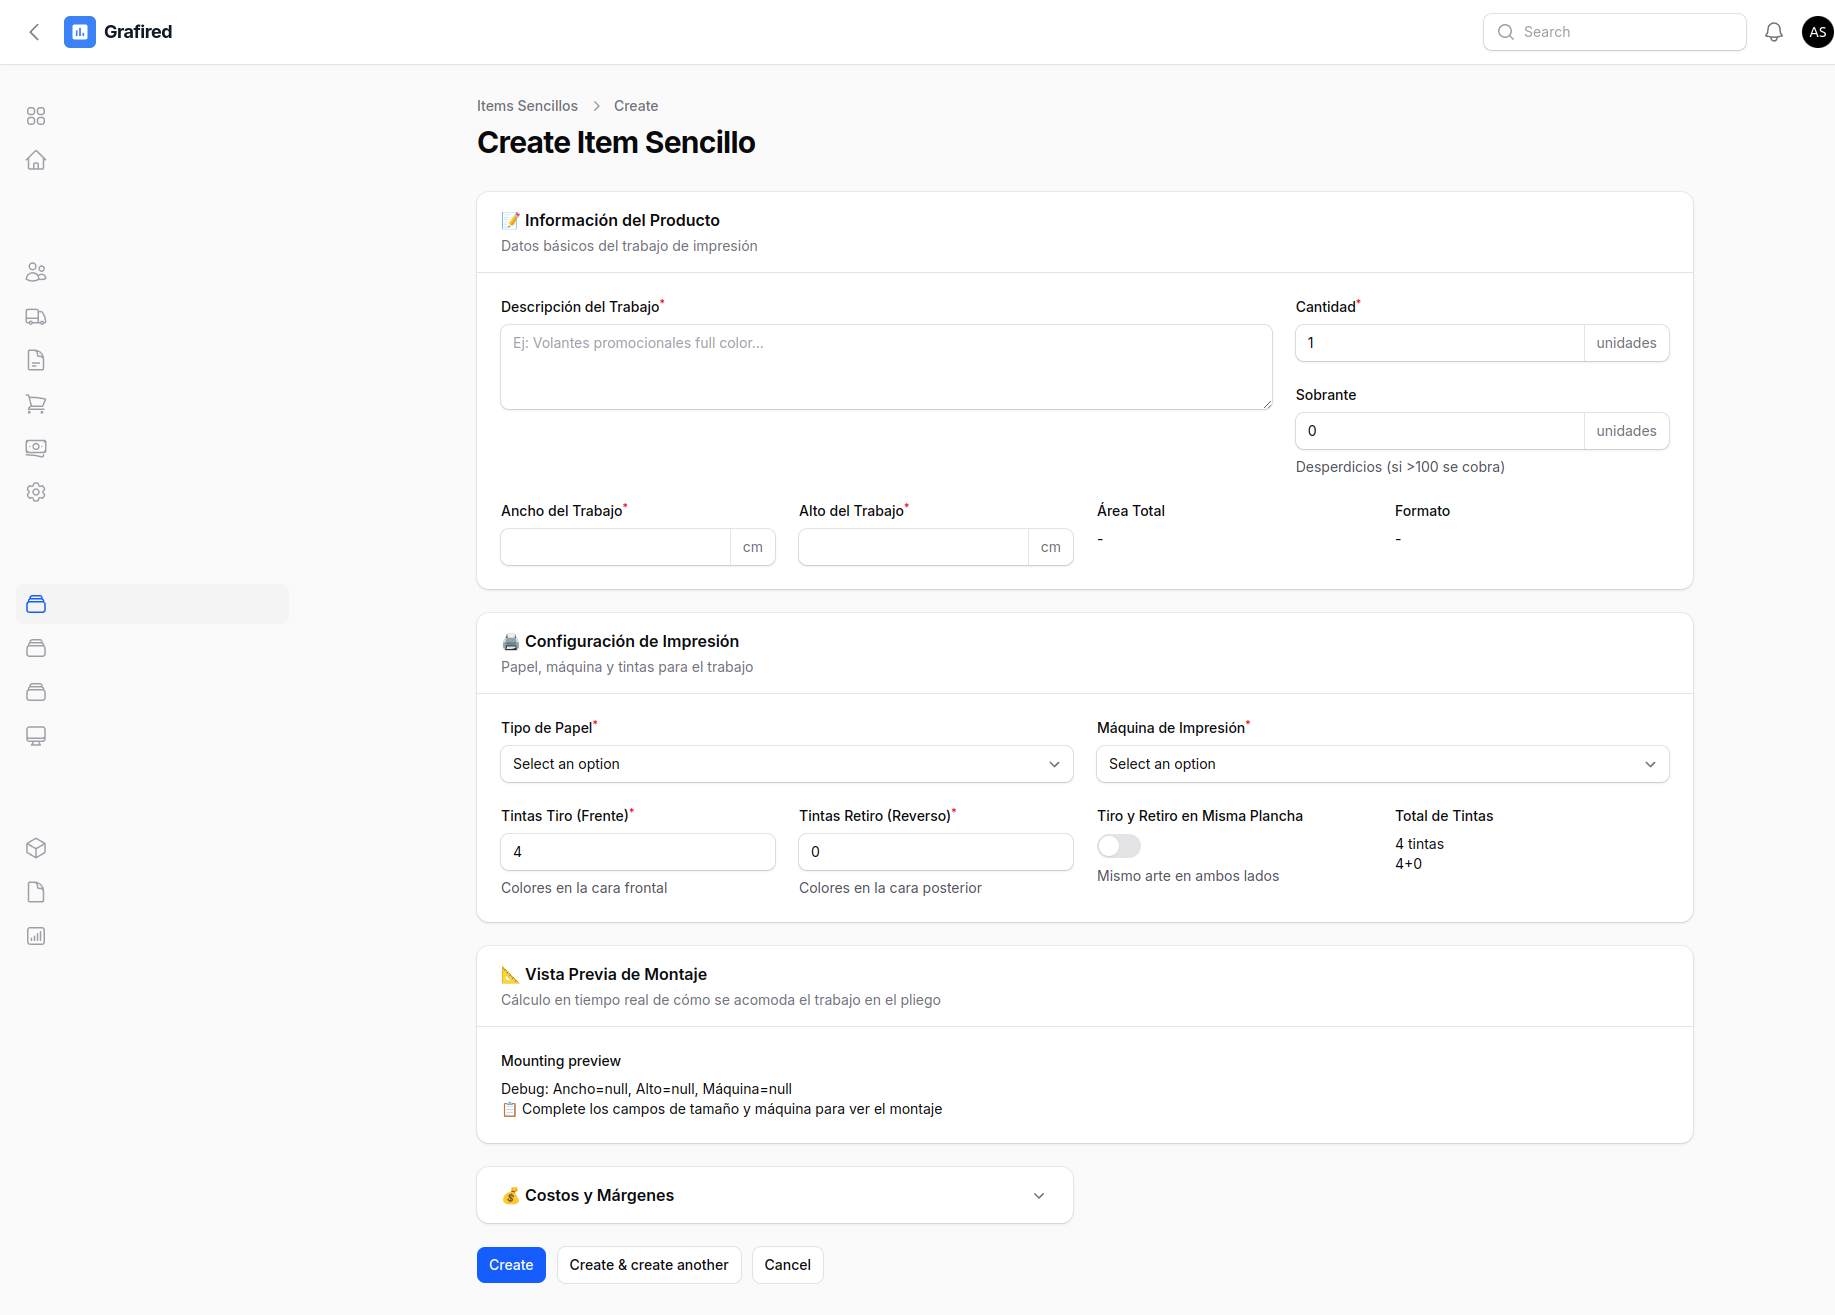 Grafired
Search
AS
Items Sencillos
Create
Create Item Sencillo
📝 Información del Producto
Datos básicos del trabajo de impresión
Descripción del Trabajo*
Cantidad*
Ej: Volantes promocionales full color...
1
unidades
Sobrante
0
unidades
Desperdicios (si >100 se cobra)
Ancho del Trabajo*
Alto del Trabajo*
Área Total
Formato
cm
cm
-
-
🖨️ Configuración de Impresión
Papel, máquina y tintas para el trabajo
Tipo de Papel*
Máquina de Impresión*
Select an option
Select an option
Tintas Tiro (Frente)*
Tintas Retiro (Reverso)*
Tiro y Retiro en Misma Plancha
Total de Tintas
4
0
4 tintas
4+0
Colores en la cara frontal
Colores en la cara posterior
Mismo arte en ambos lados
📐 Vista Previa de Montaje
Cálculo en tiempo real de cómo se acomoda el trabajo en el pliego
Mounting preview
Debug: Ancho=null, Alto=null, Máquina=null
📋 Complete los campos de tamaño y máquina para ver el montaje
💰 Costos y Márgenes
Create
Create & create another
Cancel